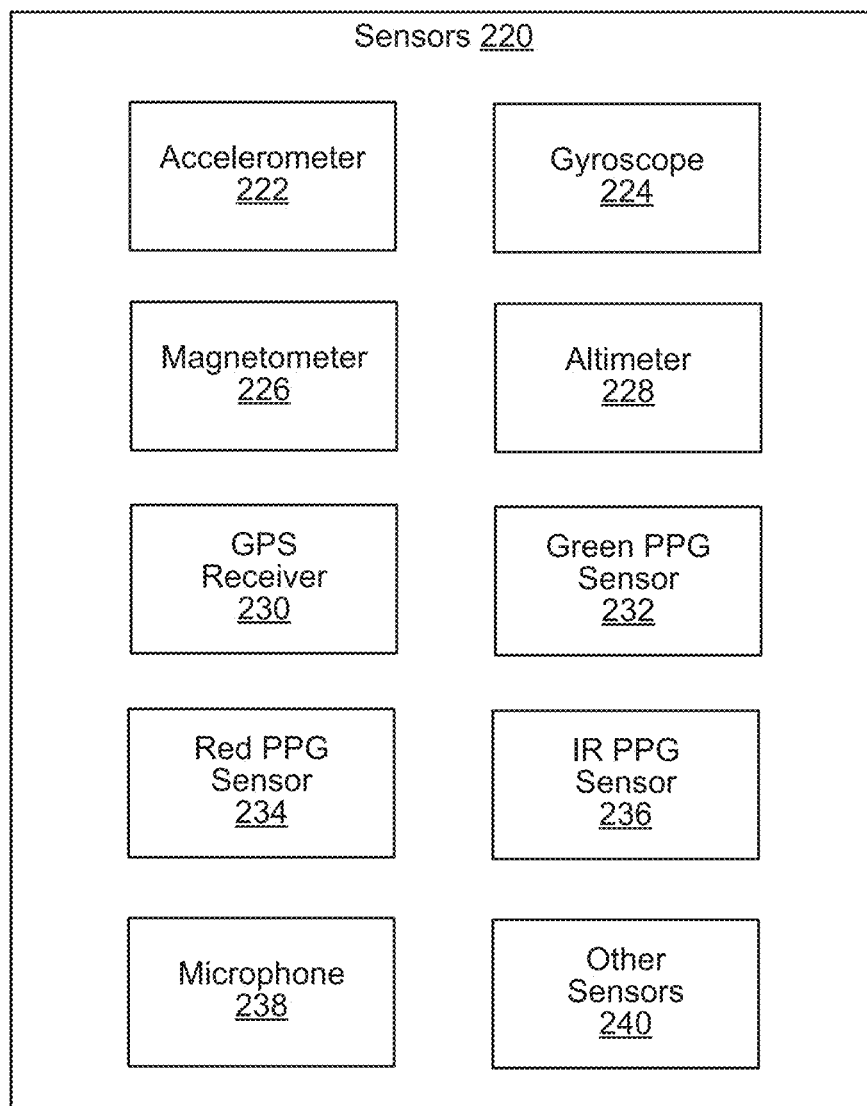 Sensors 220
Accelerometer
222
Gyroscope
224
Magnetometer
226
Altimeter
228
GPS
Receiver
230
Green PPG
Sensor
232
Red PPG
Sensor
234
IR PPG
Sensor
236
Microphone
238
Other
Sensors
240